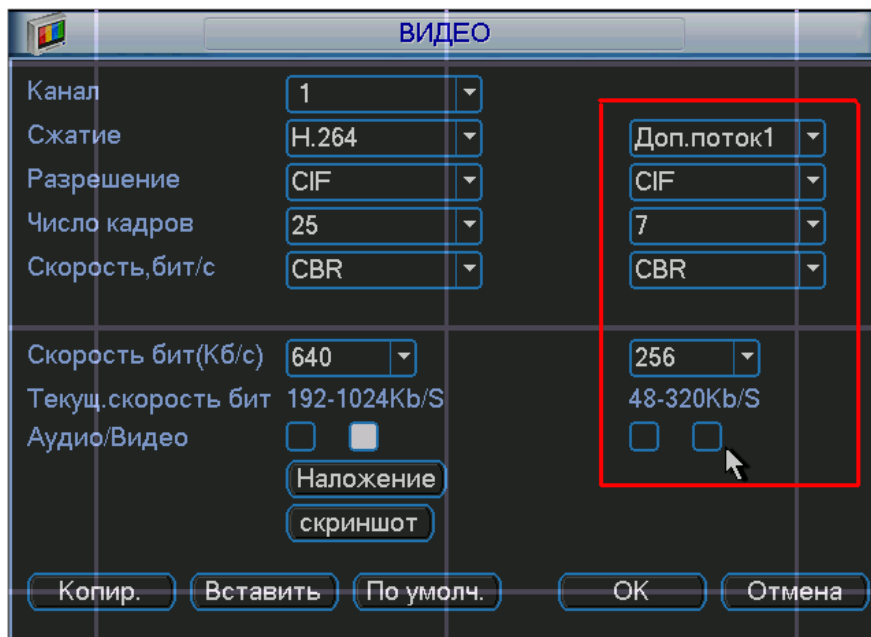 ВИДЕО
Канал 1
Сжатие H.264 Доп.поток1
Разрешение CIF CIF
Число кадров 25 7
Скорость,бит/с CBR CBR
Скорость бит(Кб/с) 640 256
Текущ.скорость бит 192-1024Kb/S 48-320Kb/S
Аудио/Видео
Наложение
скриншот
Копир. Вставить По умолч. OK Отмена